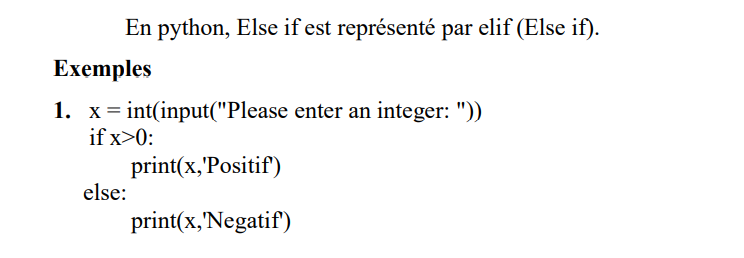 En python, Else if est représenté par elif (Else if).
Exemples
1. x = int(input("Please enter an integer: "))
if x>0:
print(x,'Positif')
else:
print(x,'Negatif')